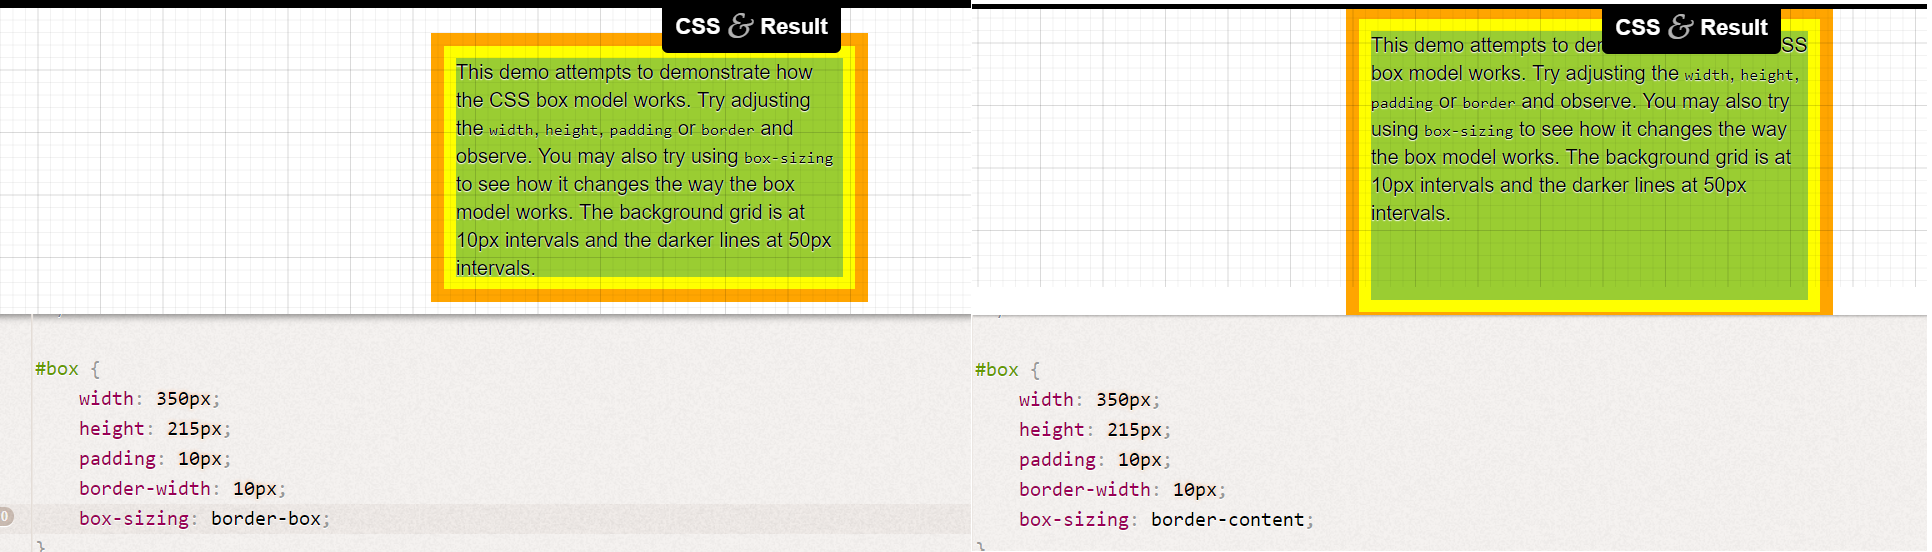 CSS & Result
This demo attempts to demonstrate how
the CSS box model works. Try adjusting
the width, height, padding or border and
observe. You may also try using box-sizing
to see how it changes the way the box
model works. The background grid is at
10px intervals and the darker lines at 50px
intervals.
#box {
width: 350px;
height: 215px;
padding: 10px;
border-width: 10px;
box-sizing: border-box;
}
CSS & Result
This demo attempts to der SS
box model works. Try adjusting the width, height,
padding or border and observe. You may also try
using box-sizing to see how it changes the way
the box model works. The background grid is at
10px intervals and the darker lines at 50px
intervals.
#box {
width: 350px;
height: 215px;
padding: 10px;
border-width: 10px;
box-sizing: border-content;
}